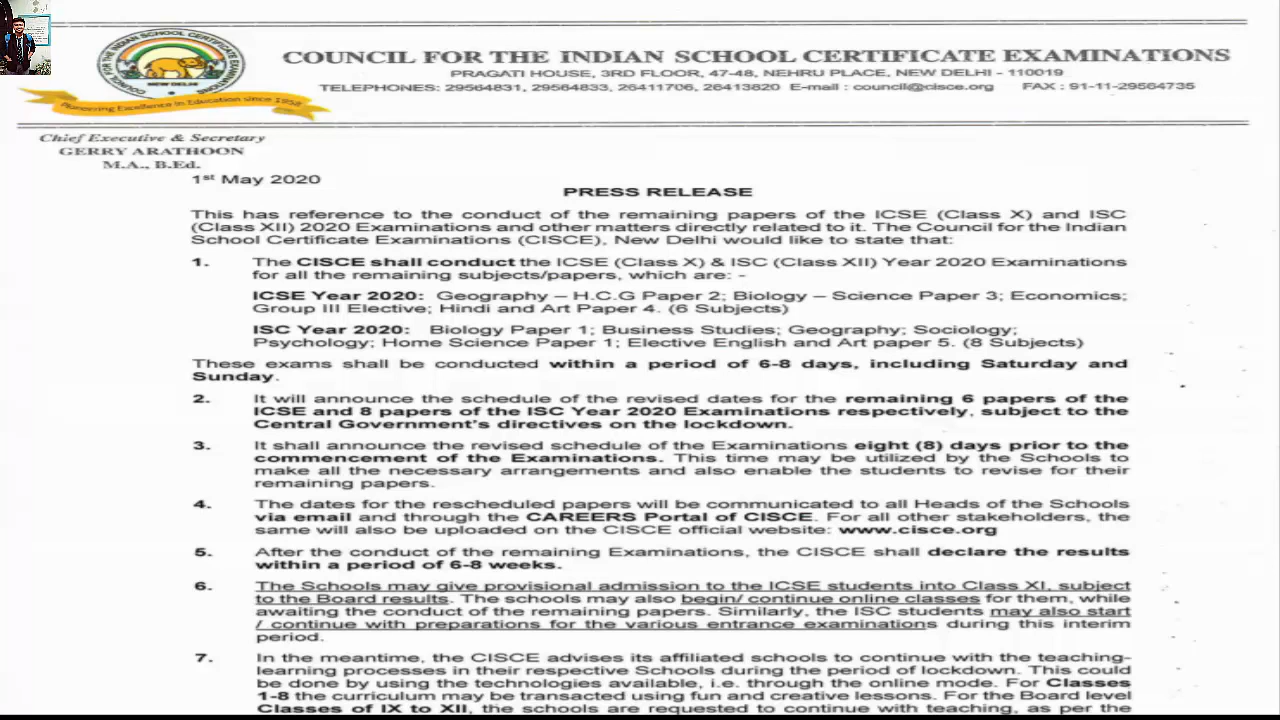 COUNCIL FOR THE INDIAN SCHOOL CERTIFICATE EXAMINATIONS
PRAGATI HOUSE, 3RD FLOOR, 47-48, NEHRU PLACE, NEW DELHI - 110019
TELEPHONES: 29564831, 29564833, 26411706, 26413820 E-mail : council@cisce.org FAX : 91-11-29564735
COUNCIL FOR THE INDIAN SCHOOL CERTIFICATE EXAMINATIONS
NEW DELHI
Pioneering Excellence in Education since 1958
Chief Executive & Secretary
GERRY ARATHOON
M.A., B.Ed.
1st May 2020
PRESS RELEASE
This has reference to the conduct of the remaining papers of the ICSE (Class X) and ISC
(Class XII) 2020 Examinations and other matters directly related to it. The Council for the Indian
School Certificate Examinations (CISCE), New Delhi would like to state that:
1. The CISCE shall conduct the ICSE (Class X) & ISC (Class XII) Year 2020 Examinations
for all the remaining subjects/papers, which are: -
ICSE Year 2020: Geography – H.C.G Paper 2; Biology – Science Paper 3; Economics;
Group III Elective; Hindi and Art Paper 4. (6 Subjects)
ISC Year 2020: Biology Paper 1; Business Studies; Geography; Sociology;
Psychology; Home Science Paper 1; Elective English and Art paper 5. (8 Subjects)
These exams shall be conducted within a period of 6-8 days, including Saturday and
Sunday.
2. It will announce the schedule of the revised dates for the remaining 6 papers of the
ICSE and 8 papers of the ISC Year 2020 Examinations respectively, subject to the
Central Government's directives on the lockdown.
3. It shall announce the revised schedule of the Examinations eight (8) days prior to the
commencement of the Examinations. This time may be utilized by the Schools to
make all the necessary arrangements and also enable the students to revise for their
remaining papers.
4. The dates for the rescheduled papers will be communicated to all Heads of the Schools
via email and through the CAREERS Portal of CISCE. For all other stakeholders, the
same will also be uploaded on the CISCE official website: www.cisce.org
5. After the conduct of the remaining Examinations, the CISCE shall declare the results
within a period of 6-8 weeks.
6. The Schools may give provisional admission to the ICSE students into Class XI, subject
to the Board results. The schools may also begin/ continue online classes for them, while
awaiting the conduct of the remaining papers. Similarly, the ISC students may also start
/ continue with preparations for the various entrance examinations during this interim
period.
7. In the meantime, the CISCE advises its affiliated schools to continue with the teaching-
learning processes in their respective Schools during the period of lockdown. This could
be done by using the technologies available, i.e. through the online mode. For Classes
1-8 the curriculum may be transacted using fun and creative lessons. For the Board level
Classes of IX to XII, the schools are requested to continue with teaching, as per the